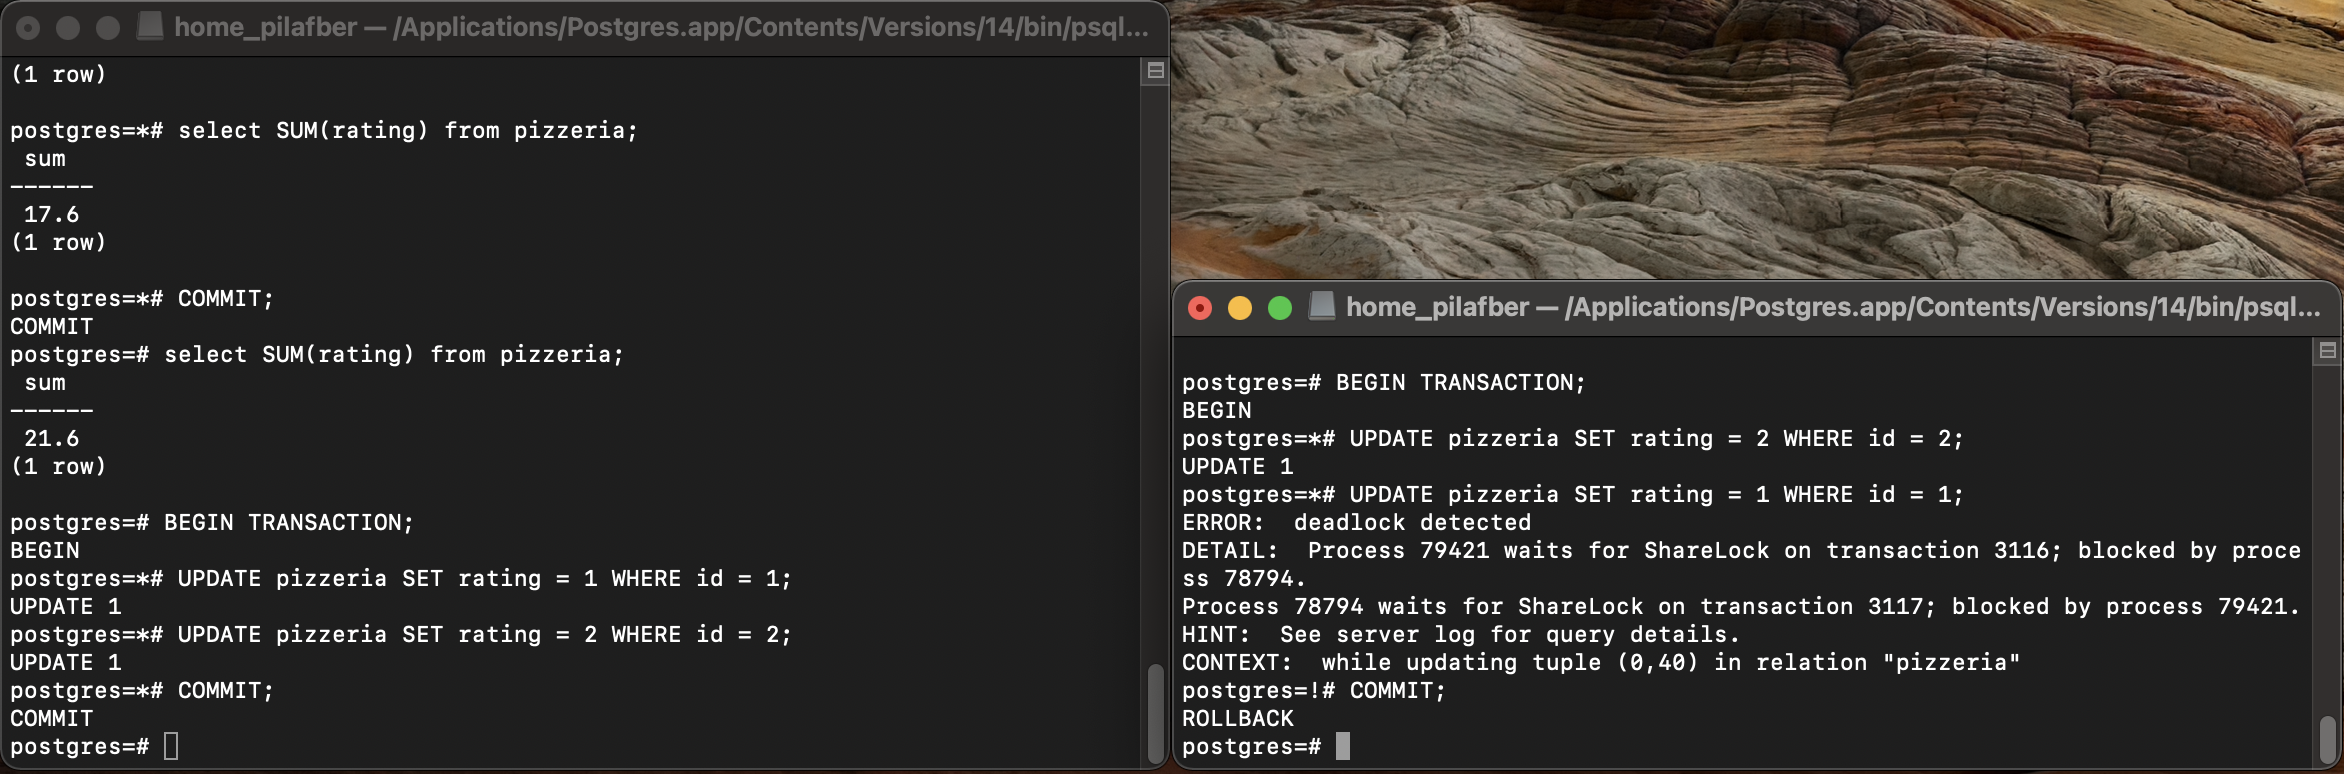 home_pilafber — /Applications/Postgres.app/Contents/Versions/14/bin/psql...
(1 row)
postgres=*# select SUM(rating) from pizzeria;
sum
------
17.6
(1 row)
postgres=*# COMMIT;
COMMIT
postgres=# select SUM(rating) from pizzeria;
sum
------
21.6
(1 row)
postgres=# BEGIN TRANSACTION;
BEGIN
postgres=*# UPDATE pizzeria SET rating = 1 WHERE id = 1;
UPDATE 1
postgres=*# UPDATE pizzeria SET rating = 2 WHERE id = 2;
UPDATE 1
postgres=*# COMMIT;
COMMIT
postgres=#
home_pilafber — /Applications/Postgres.app/Contents/Versions/14/bin/psql...
postgres=# BEGIN TRANSACTION;
BEGIN
postgres=*# UPDATE pizzeria SET rating = 2 WHERE id = 2;
UPDATE 1
postgres=*# UPDATE pizzeria SET rating = 1 WHERE id = 1;
ERROR:  deadlock detected
DETAIL:  Process 79421 waits for ShareLock on transaction 3116; blocked by proce
ss 78794.
Process 78794 waits for ShareLock on transaction 3117; blocked by process 79421.
HINT:  See server log for query details.
CONTEXT:  while updating tuple (0,40) in relation "pizzeria"
postgres=!# COMMIT;
ROLLBACK
postgres=#